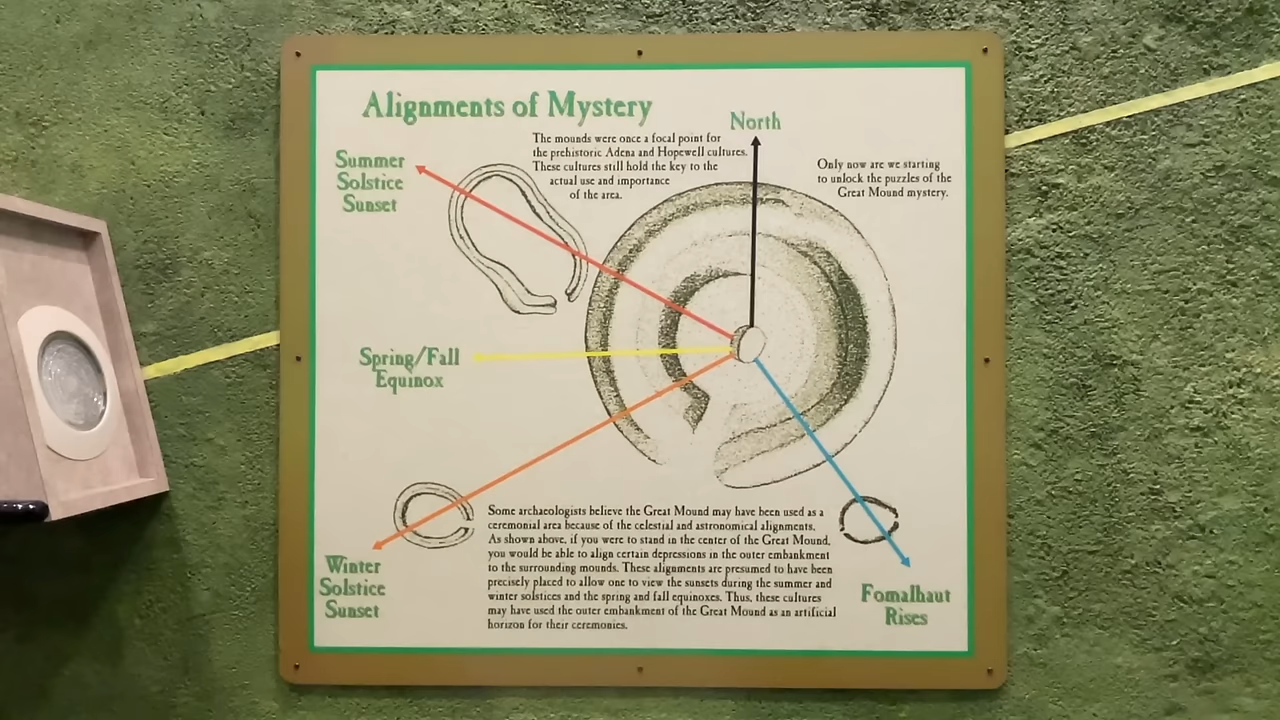 Alignments of Mystery
North
The mounds were once a focal point for
the prehistoric Adena and Hopewell cultures.
These cultures still hold the key to the
actual use and importance
of the area.
Only now are we starting
to unlock the puzzles of the
Great Mound mystery.
Summer
Solstice
Sunset
Spring/Fall
Equinox
Winter
Solstice
Sunset
Some archaeologists believe the Great Mound may have been used as a
ceremonial area because of the celestial and astronomical alignments.
As shown above, if you were to stand in the center of the Great Mound,
you would be able to align certain depressions in the outer embankment
to the surrounding mounds. These alignments are presumed to have been
precisely placed to allow one to view the sunsets during the summer and
winter solstices and the spring and fall equinoxes. Thus, these cultures
may have used the outer embankment of the Great Mound as an artificial
horizon for their ceremonies.
Fomalhaut
Rises